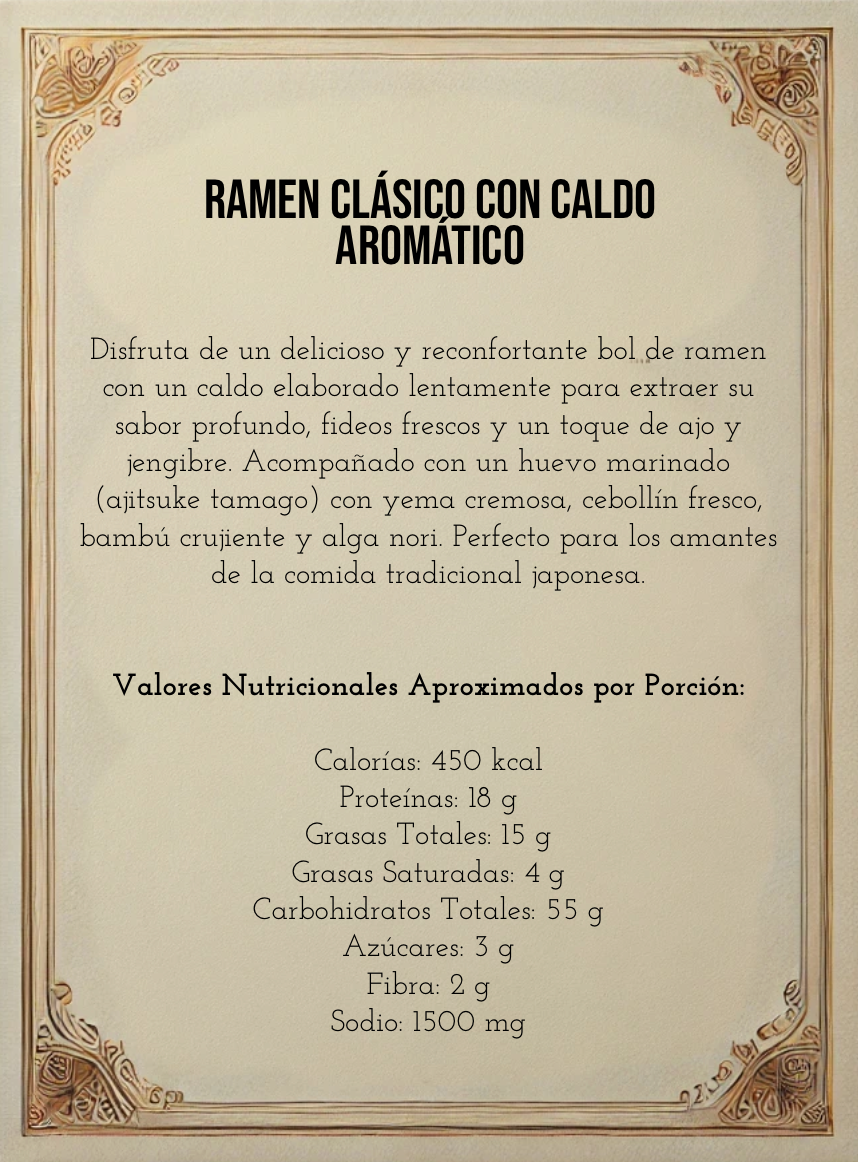 RAMEN CLÁSICO CON CALDO
AROMÁTICO
Disfruta de un delicioso y reconfortante bol de ramen
con un caldo elaborado lentamente para extraer su
sabor profundo, fideos frescos y un toque de ajo y
jengibre. Acompañado con un huevo marinado
(ajitsuke tamago) con yema cremosa, cebollín fresco,
bambú crujiente y alga nori. Perfecto para los amantes
de la comida tradicional japonesa.
Valores Nutricionales Aproximados por Porción:
Calorías: 450 kcal
Proteínas: 18 g
Grasas Totales: 15 g
Grasas Saturadas: 4 g
Carbohidratos Totales: 55 g
Azúcares: 3 g
Fibra: 2 g
Sodio: 1500 mg